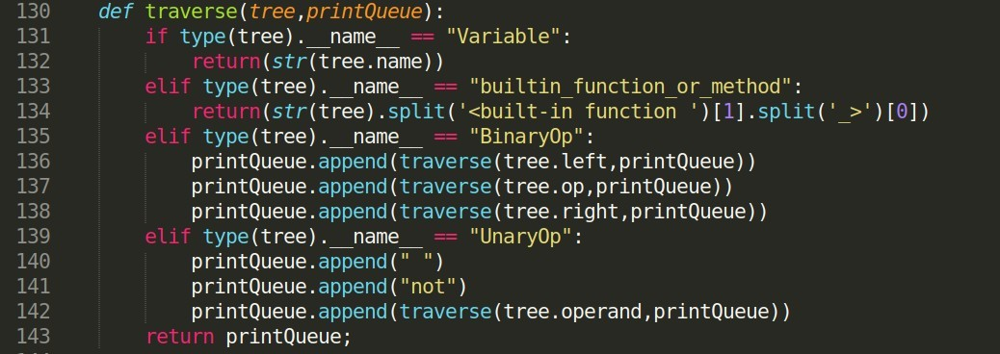 130 def traverse(tree,printQueue):
131 if type(tree).__name__ == "Variable":
132 return(str(tree.name))
133 elif type(tree).__name__ == "builtin_function_or_method":
134 return(str(tree).split('<built-in function ')[1].split('_>')[0])
135 elif type(tree).__name__ == "BinaryOp":
136 printQueue.append(traverse(tree.left,printQueue))
137 printQueue.append(traverse(tree.op,printQueue))
138 printQueue.append(traverse(tree.right,printQueue))
139 elif type(tree).__name__ == "UnaryOp":
140 printQueue.append(" ")
141 printQueue.append("not")
142 printQueue.append(traverse(tree.operand,printQueue))
143 return printQueue;